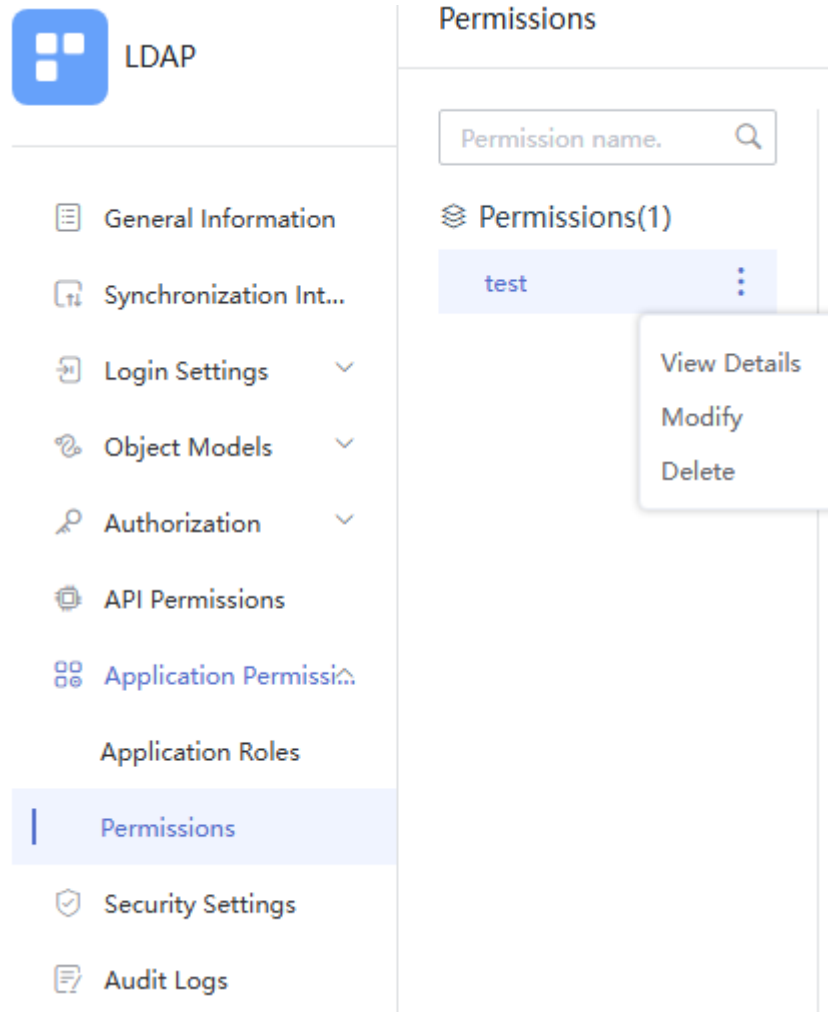 LDAP
General Information
Synchronization Int...
Login Settings
Object Models
Authorization
API Permissions
Application Permissi...
Application Roles
Permissions
Security Settings
Audit Logs
Permissions
Permission name.
Permissions(1)
test
View Details
Modify
Delete